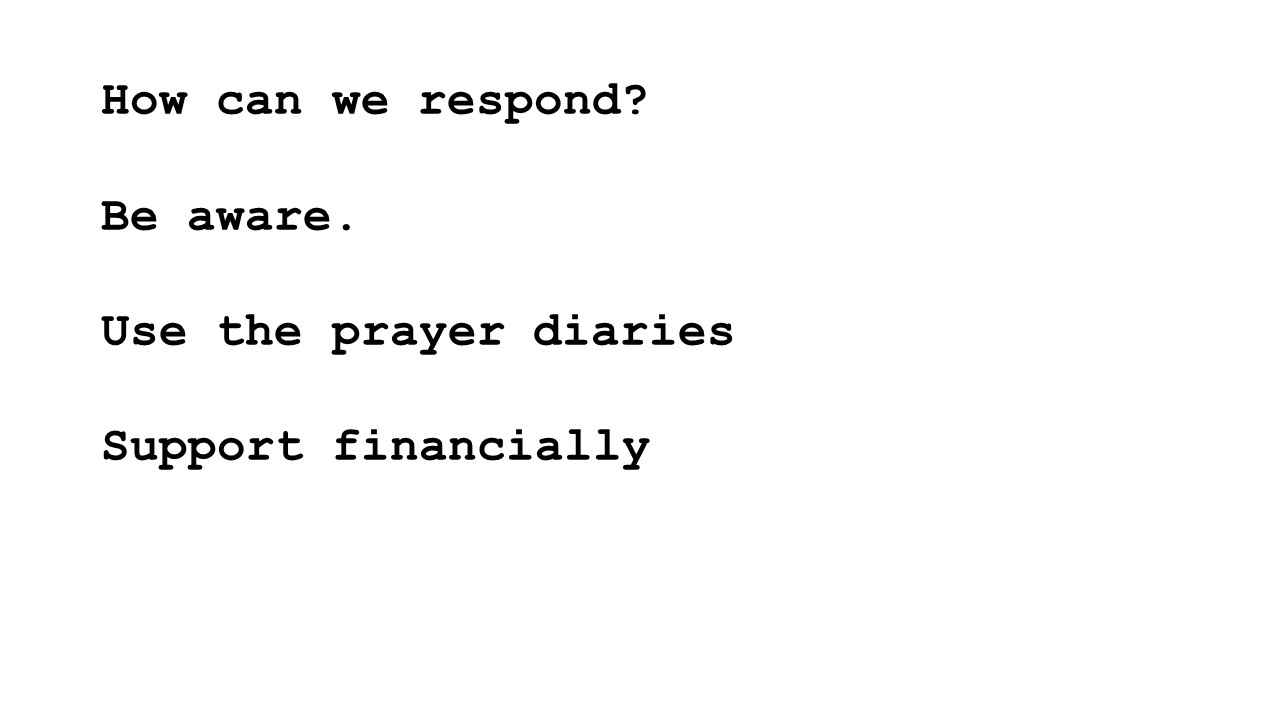 How can we respond?
Be aware.
Use the prayer diaries
Support financially